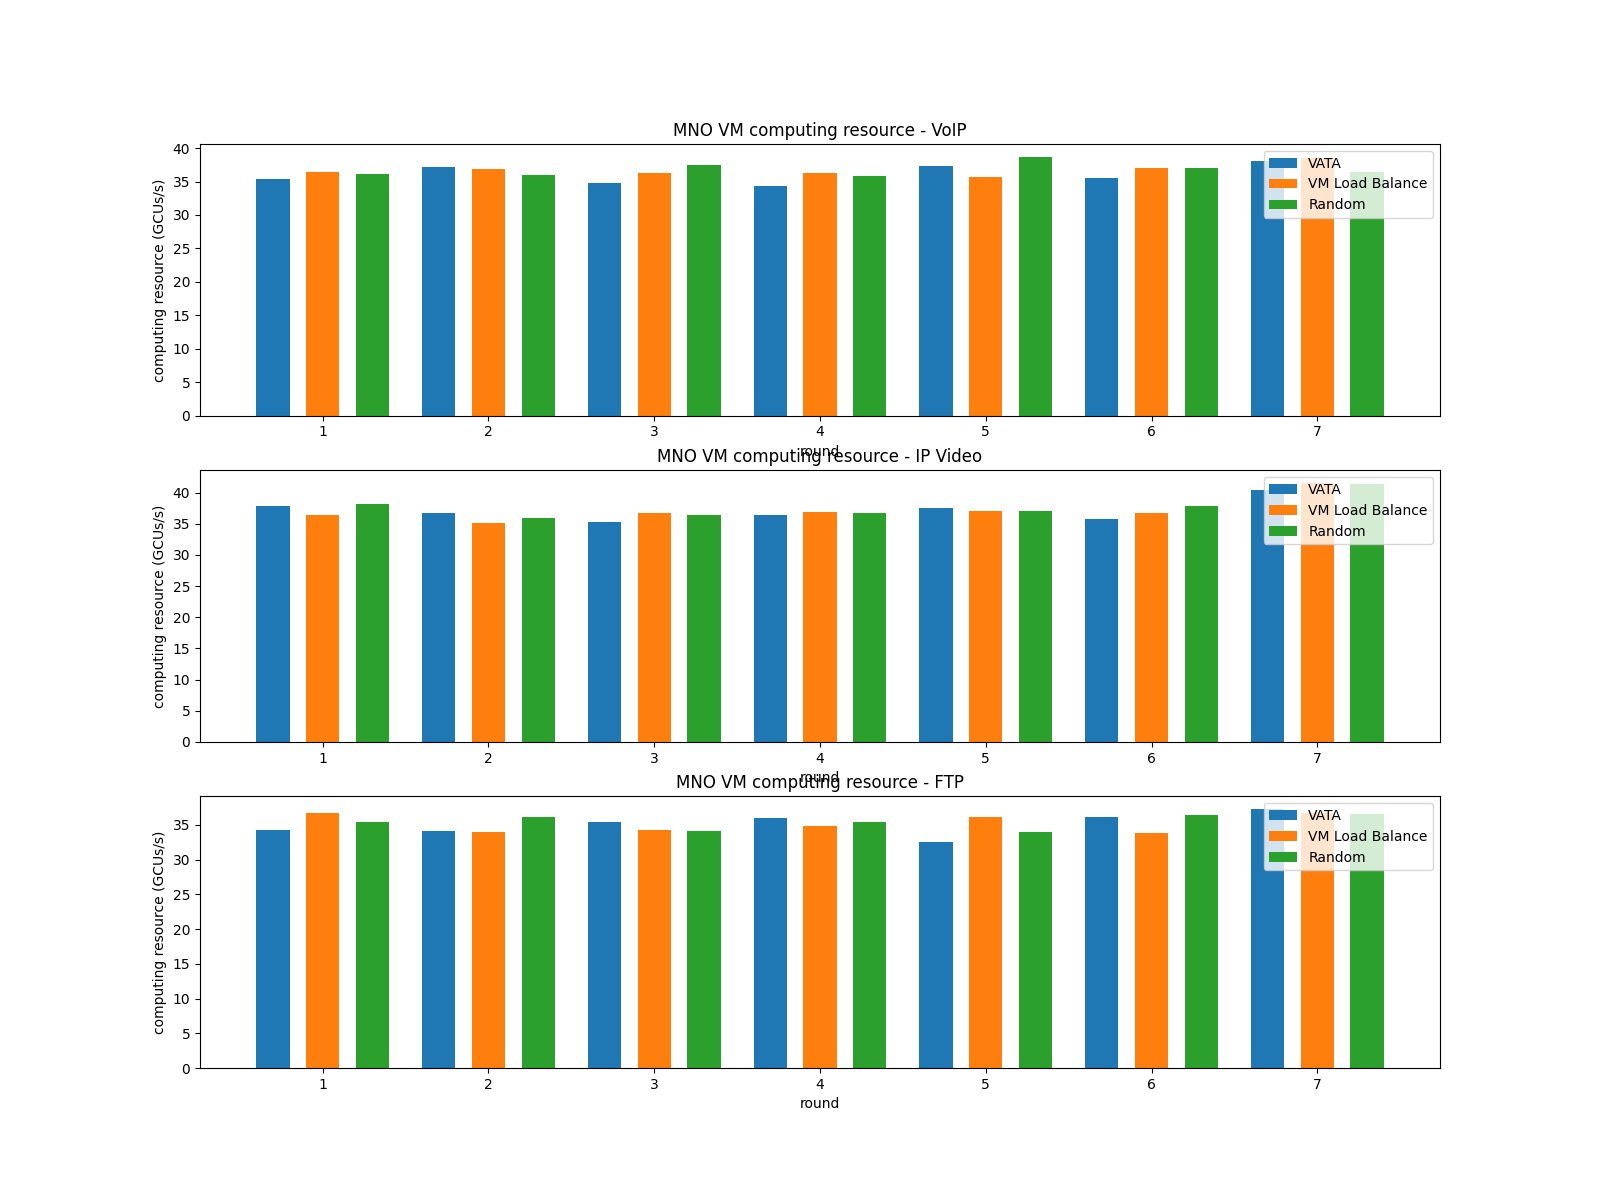 MNO VM computing resource - VoIP
computing resource (GCUs/s)
40
35
30
25
20
15
10
5
0
VATA
VM Load Balance
Random
1 2 3 4 5 6 7
round
MNO VM computing resource - IP Video
computing resource (GCUs/s)
40
35
30
25
20
15
10
5
0
VATA
VM Load Balance
Random
1 2 3 4 5 6 7
round
MNO VM computing resource - FTP
computing resource (GCUs/s)
35
30
25
20
15
10
5
0
VATA
VM Load Balance
Random
1 2 3 4 5 6 7
round